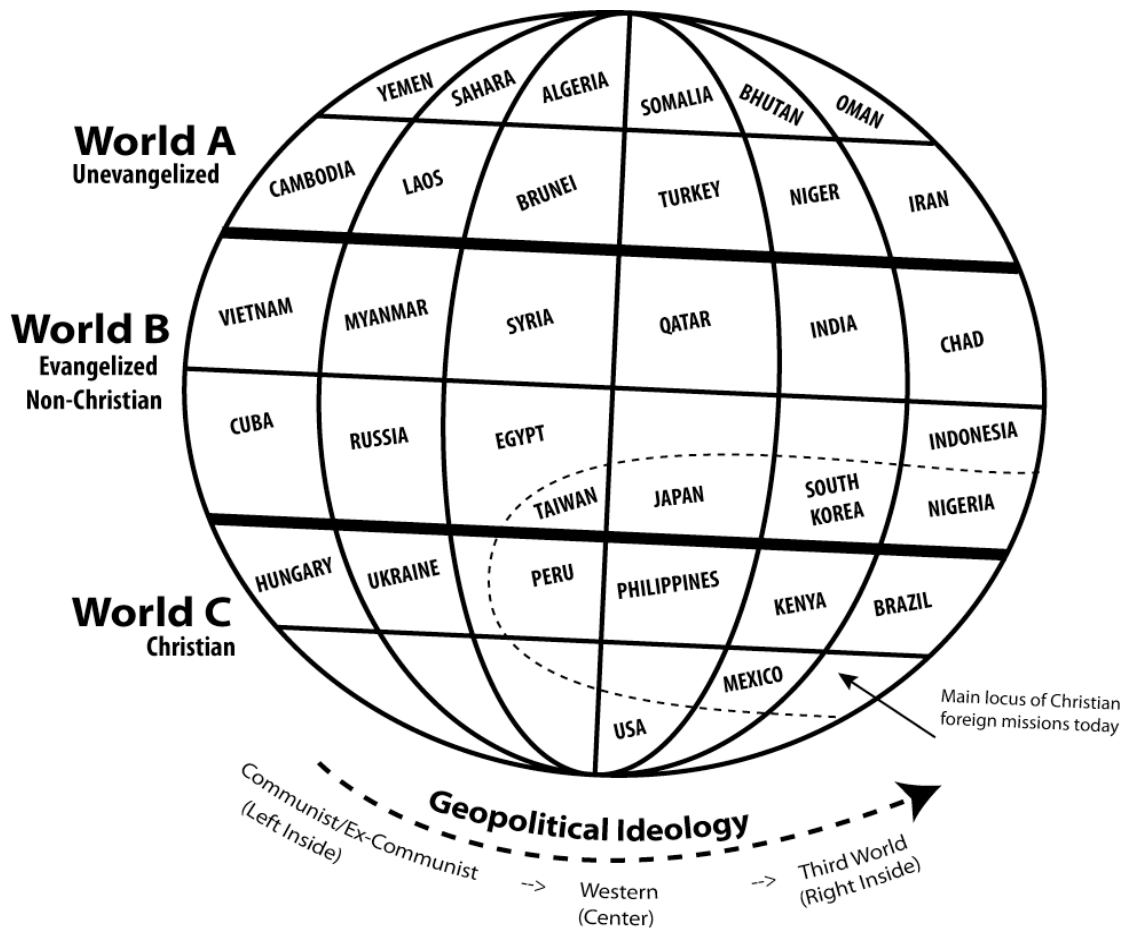 YEMEN SAHARA ALGERIA SOMALIA BHUTAN OMAN
World A
Unevangelized
CAMBODIA LAOS BRUNEI TURKEY NIGER IRAN
World B
Evangelized
Non-Christian
VIETNAM MYANMAR SYRIA QATAR INDIA CHAD
CUBA RUSSIA EGYPT INDONESIA
TAIWAN JAPAN SOUTH
KOREA NIGERIA
World C
Christian
HUNGARY UKRAINE PERU PHILIPPINES KENYA BRAZIL
MEXICO
USA
Main locus of Christian
foreign missions today
Geopolitical Ideology
Communist/Ex-Communist
(Left Inside)
-->
Western
(Center)
-->
Third World
(Right Inside)